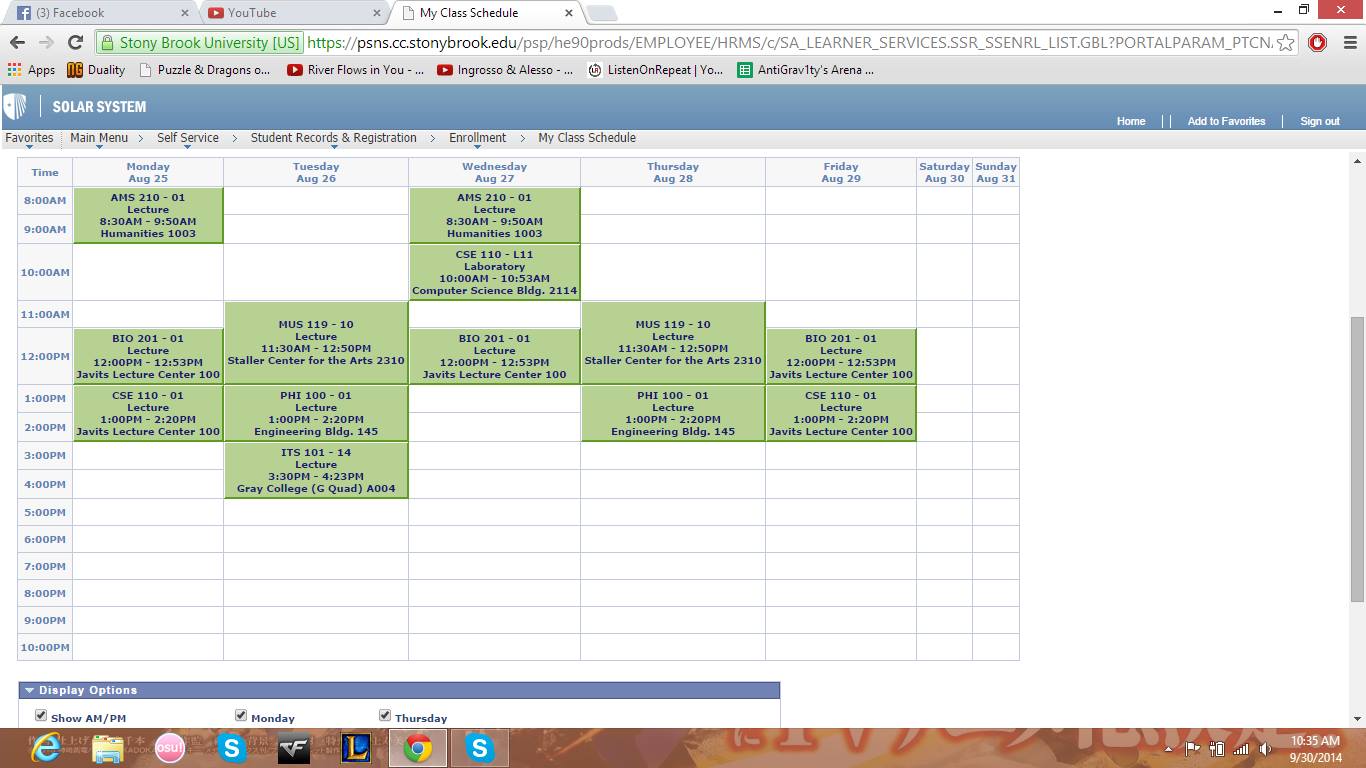 (3) Facebook
YouTube
My Class Schedule
Stony Brook University [US] https://psns.cc.stonybrook.edu/psp/he90prods/EMPLOYEE/HRMS/c/SA_LEARNER_SERVICES.SSR_SSENRL_LIST.GBL?PORTALPARAM_PTCN
Apps
Duality
Puzzle & Dragons o...
River Flows in You - ...
Ingrosso & Alesso - ...
ListenOnRepeat | Yo...
AntiGrav1ty's Arena ...
SOLAR SYSTEM
Home Add to Favorites Sign out
Favorites Main Menu > Self Service > Student Records & Registration > Enrollment > My Class Schedule
Time
Monday
Aug 25
Tuesday
Aug 26
Wednesday
Aug 27
Thursday
Aug 28
Friday
Aug 29
Saturday
Aug 30
Sunday
Aug 31
8:00AM
AMS 210 - 01
Lecture
8:30AM - 9:50AM
Humanities 1003
AMS 210 - 01
Lecture
8:30AM - 9:50AM
Humanities 1003
9:00AM
10:00AM
CSE 110 - L11
Laboratory
10:00AM - 10:53AM
Computer Science Bldg. 2114
11:00AM
MUS 119 - 10
Lecture
11:30AM - 12:50PM
Staller Center for the Arts 2310
MUS 119 - 10
Lecture
11:30AM - 12:50PM
Staller Center for the Arts 2310
12:00PM
BIO 201 - 01
Lecture
12:00PM - 12:53PM
Javits Lecture Center 100
BIO 201 - 01
Lecture
12:00PM - 12:53PM
Javits Lecture Center 100
BIO 201 - 01
Lecture
12:00PM - 12:53PM
Javits Lecture Center 100
1:00PM
CSE 110 - 01
Lecture
1:00PM - 2:20PM
Javits Lecture Center 100
PHI 100 - 01
Lecture
1:00PM - 2:20PM
Engineering Bldg. 145
PHI 100 - 01
Lecture
1:00PM - 2:20PM
Engineering Bldg. 145
CSE 110 - 01
Lecture
1:00PM - 2:20PM
Javits Lecture Center 100
2:00PM
3:00PM
ITS 101 - 14
Lecture
3:30PM - 4:23PM
Gray College (G Quad) A004
4:00PM
5:00PM
6:00PM
7:00PM
8:00PM
9:00PM
10:00PM
Display Options
Show AM/PM
Monday
Thursday
osu!
10:35 AM
9/30/2014